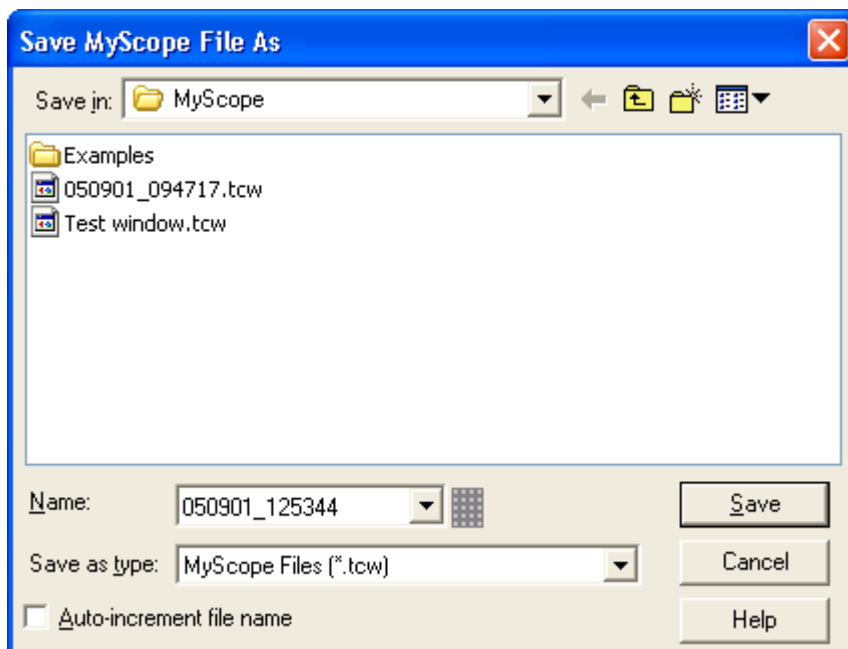 Save MyScope File As
Save in: MyScope
Examples
050901_094717.tcw
Test window.tcw
Name: 050901_125344 Save
Save as type: MyScope Files (*.tcw) Cancel
Auto-increment file name Help